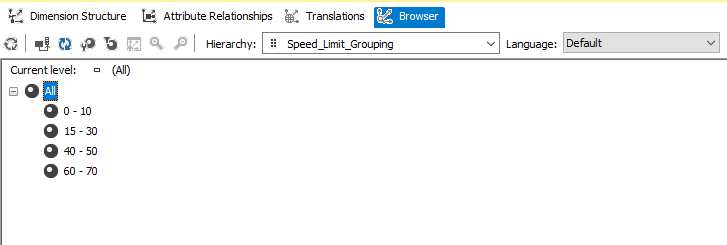 Dimension Structure Attribute Relationships Translations Browser
Hierarchy: Speed_Limit_Grouping Language: Default
Current level: (All)
All
0 - 10
15 - 30
40 - 50
60 - 70